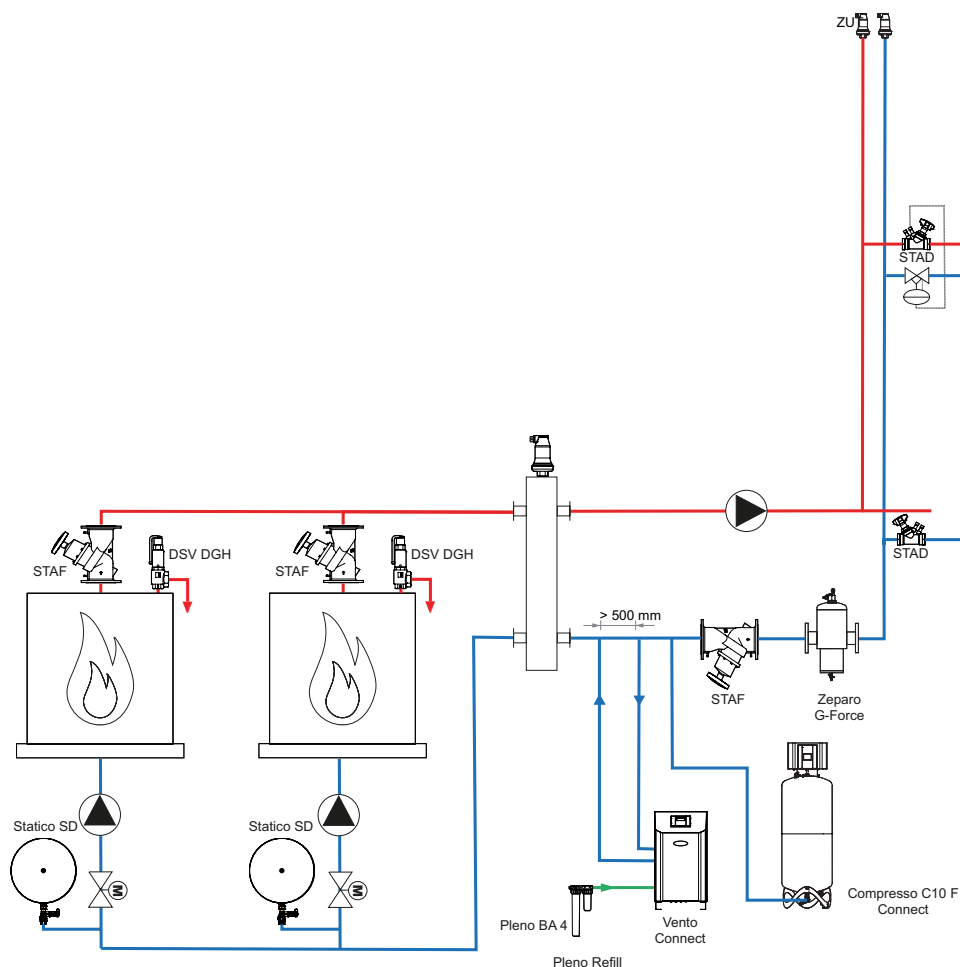 ZU
STAD
STAD
STAF
DSV DGH
STAF
DSV DGH
> 500 mm
STAF
Zeparo
G-Force
Statico SD
M
Statico SD
M
Pleno BA 4
Vento
Connect
Compresso C10 F
Connect
Pleno Refill